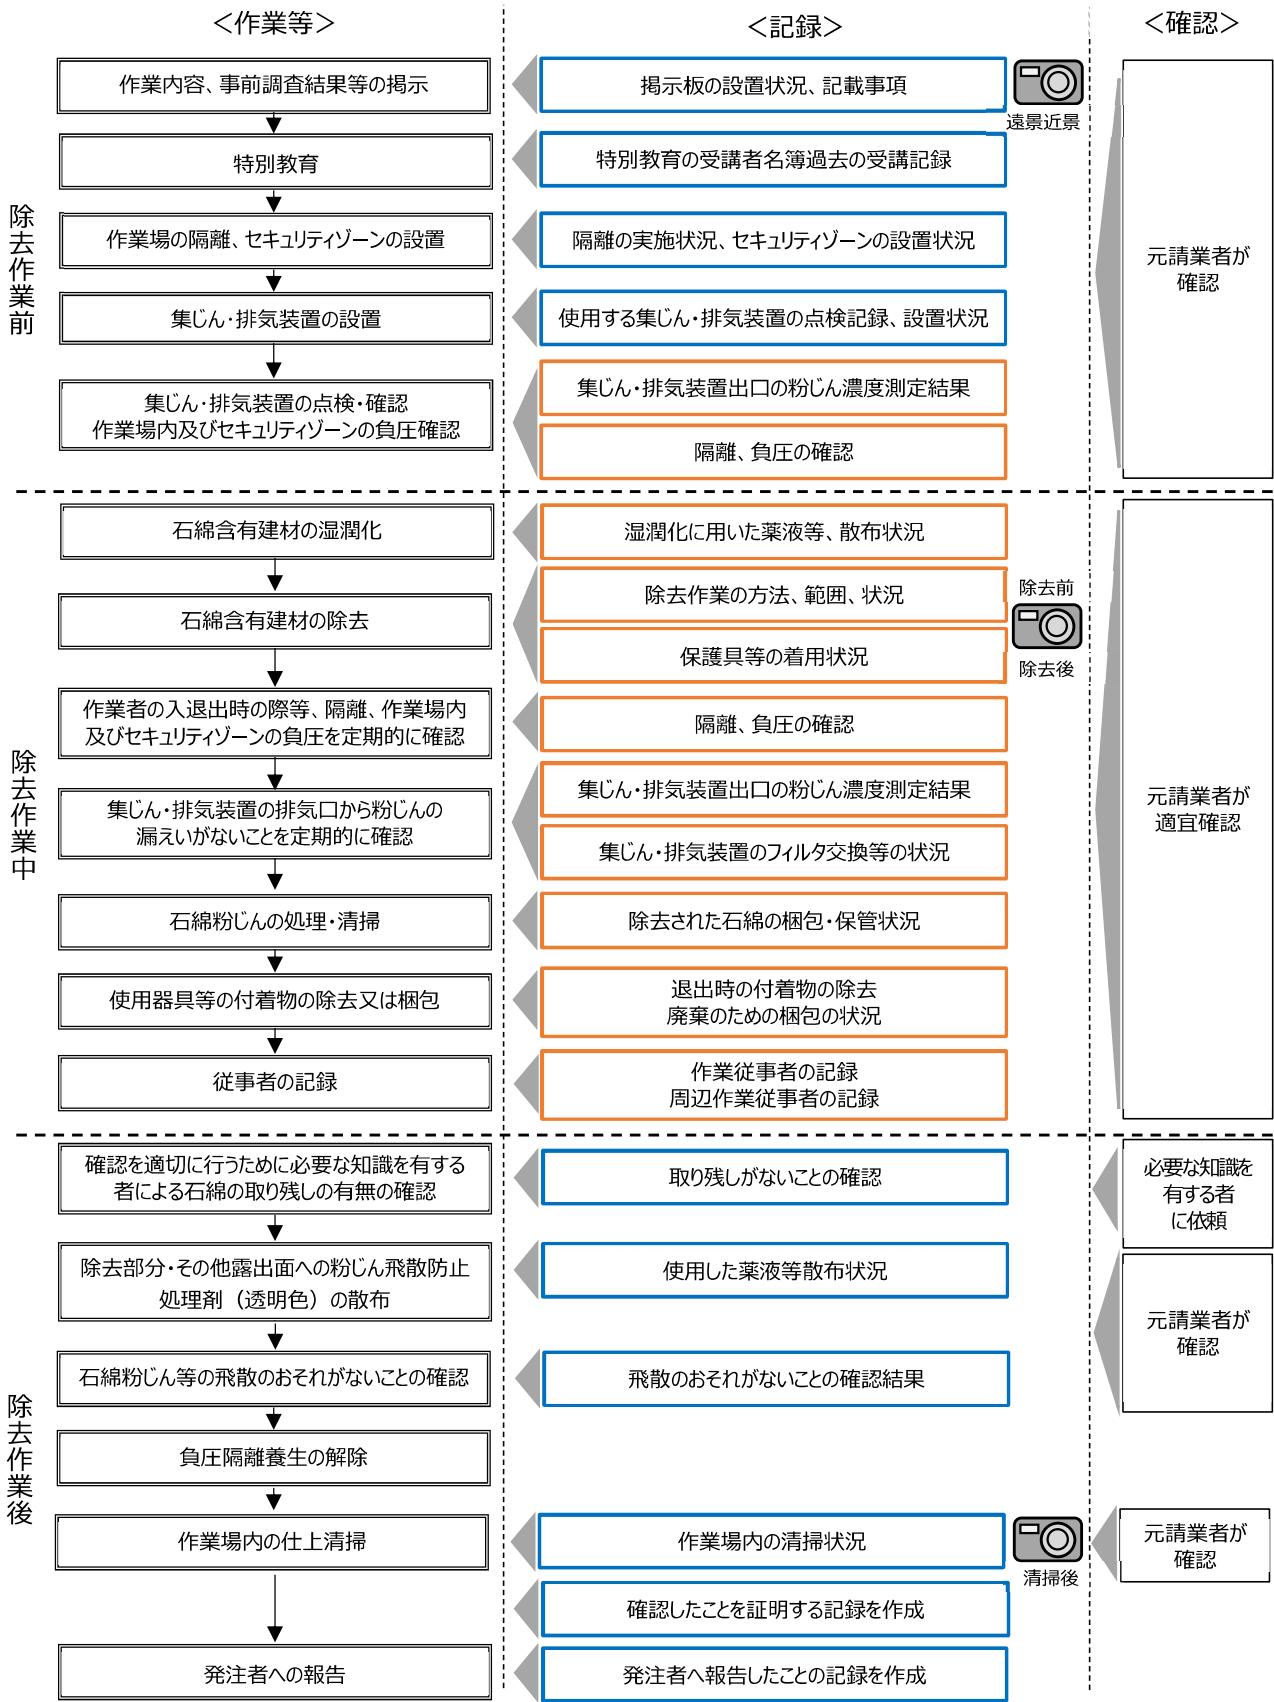 ＜作業等＞
＜記録＞
＜確認＞
除去作業前
作業内容、事前調査結果等の掲示
掲示板の設置状況、記載事項
遠景近景
特別教育
特別教育の受講者名簿過去の受講記録
作業場の隔離、セキュリティゾーンの設置
隔離の実施状況、セキュリティゾーンの設置状況
集じん・排気装置の設置
使用する集じん・排気装置の点検記録、設置状況
集じん・排気装置の点検・確認
作業場内及びセキュリティゾーンの負圧確認
集じん・排気装置出口の粉じん濃度測定結果
隔離、負圧の確認
元請業者が
確認
除去作業中
石綿含有建材の湿潤化
湿潤化に用いた薬液等、散布状況
石綿含有建材の除去
除去作業の方法、範囲、状況
保護具等の着用状況
除去前
除去後
作業者の入退出時の際等、隔離、作業場内
及びセキュリティゾーンの負圧を定期的に確認
隔離、負圧の確認
集じん・排気装置の排気口から粉じんの
漏えいがないことを定期的に確認
集じん・排気装置出口の粉じん濃度測定結果
集じん・排気装置のフィルタ交換等の状況
石綿粉じんの処理・清掃
除去された石綿の梱包・保管状況
使用器具等の付着物の除去又は梱包
退出時の付着物の除去
廃棄のための梱包の状況
従事者の記録
作業従事者の記録
周辺作業従事者の記録
元請業者が
適宜確認
除去作業後
確認を適切に行うために必要な知識を有する
者による石綿の取り残しの有無の確認
取り残しがないことの確認
必要な知識を
有する者
に依頼
除去部分・その他露出面への粉じん飛散防止
処理剤（透明色）の散布
使用した薬液等散布状況
石綿粉じん等の飛散のおそれがないことの確認
飛散のおそれがないことの確認結果
元請業者が
確認
負圧隔離養生の解除
作業場内の仕上清掃
作業場内の清掃状況
清掃後
元請業者が
確認
確認したことを証明する記録を作成
発注者への報告
発注者へ報告したことの記録を作成